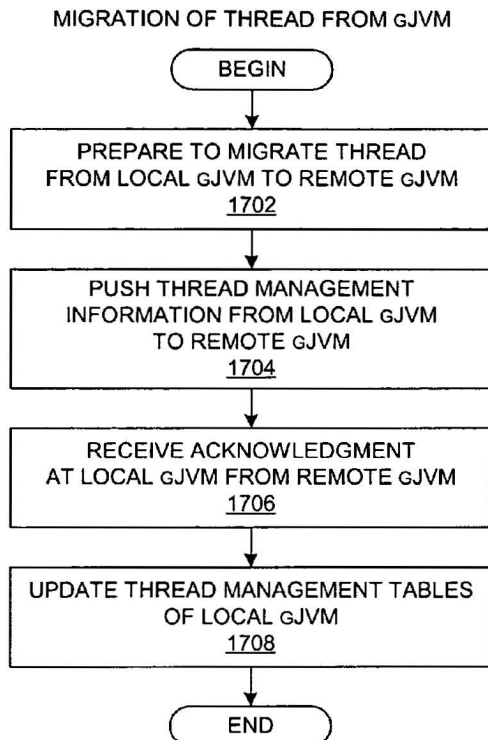 MIGRATION OF THREAD FROM GJVM
BEGIN
PREPARE TO MIGRATE THREAD
FROM LOCAL GJVM TO REMOTE GJVM
1702
PUSH THREAD MANAGEMENT
INFORMATION FROM LOCAL GJVM
TO REMOTE GJVM
1704
RECEIVE ACKNOWLEDGMENT
AT LOCAL GJVM FROM REMOTE GJVM
1706
UPDATE THREAD MANAGEMENT TABLES
OF LOCAL GJVM
1708
END